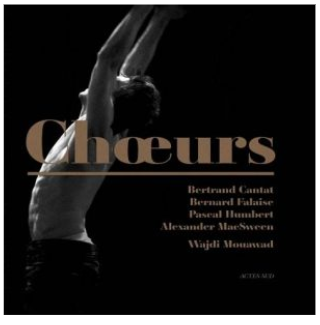 Chœurs
Bertrand Cantat
Bernard Falaise
Pascal Humbert
Alexander MacSween
Wajdi Mouawad
ACTES SUD